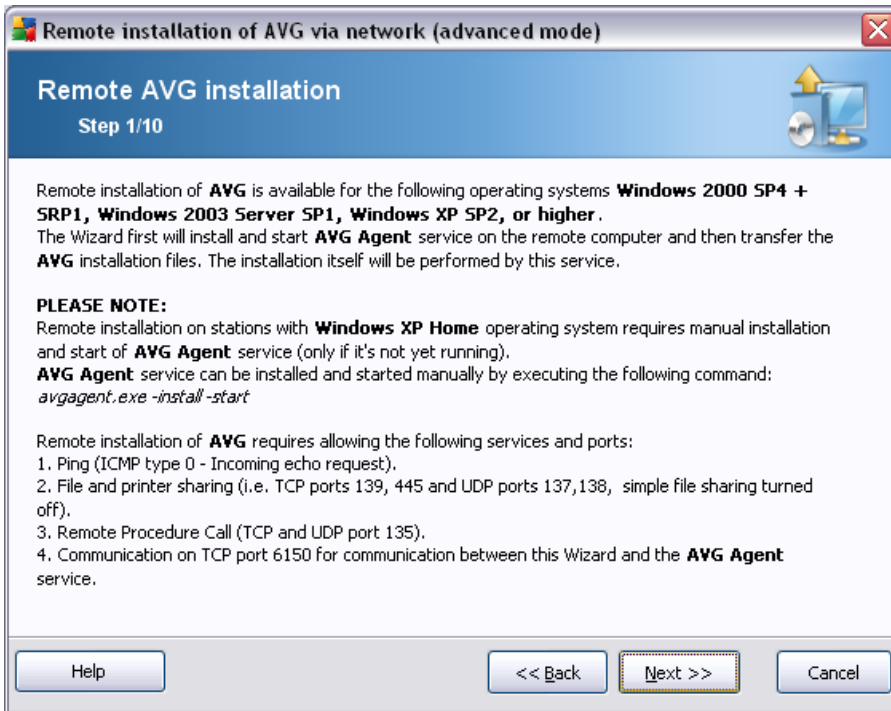 Remote installation of AVG via network (advanced mode)
Remote AVG installation
Step 1/10
Remote installation of AVG is available for the following operating systems Windows 2000 SP4 +
SRP1, Windows 2003 Server SP1, Windows XP SP2, or higher.
The Wizard first will install and start AVG Agent service on the remote computer and then transfer the
AVG installation files. The installation itself will be performed by this service.
PLEASE NOTE:
Remote installation on stations with Windows XP Home operating system requires manual installation
and start of AVG Agent service (only if it's not yet running).
AVG Agent service can be installed and started manually by executing the following command:
avgagent.exe -install -start
Remote installation of AVG requires allowing the following services and ports:
1. Ping (ICMP type 0 - Incoming echo request).
2. File and printer sharing (i.e. TCP ports 139, 445 and UDP ports 137,138, simple file sharing turned
off).
3. Remote Procedure Call (TCP and UDP port 135).
4. Communication on TCP port 6150 for communication between this Wizard and the AVG Agent
service.
Help
<< Back
Next >>
Cancel